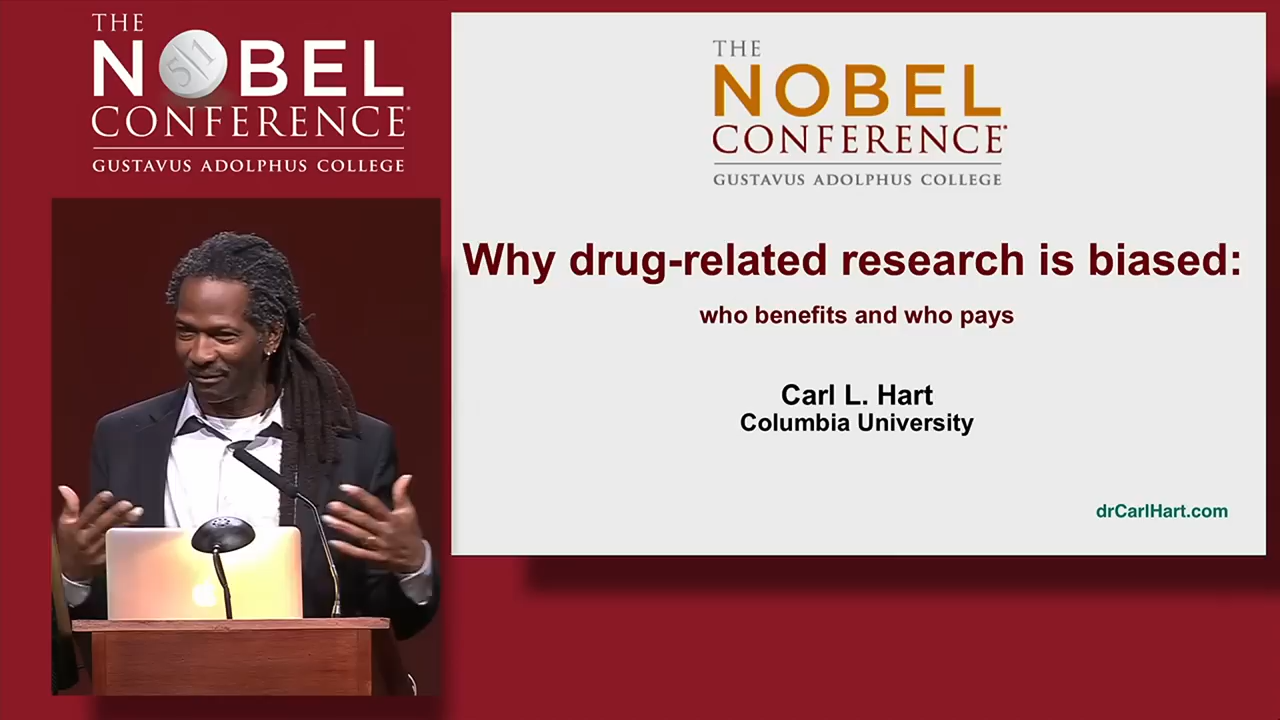 THE
NOBEL
CONFERENCE®
GUSTAVUS ADOLPHUS COLLEGE
THE
NOBEL
CONFERENCE®
GUSTAVUS ADOLPHUS COLLEGE
Why drug-related research is biased:
who benefits and who pays
Carl L. Hart
Columbia University
drCarlHart.com